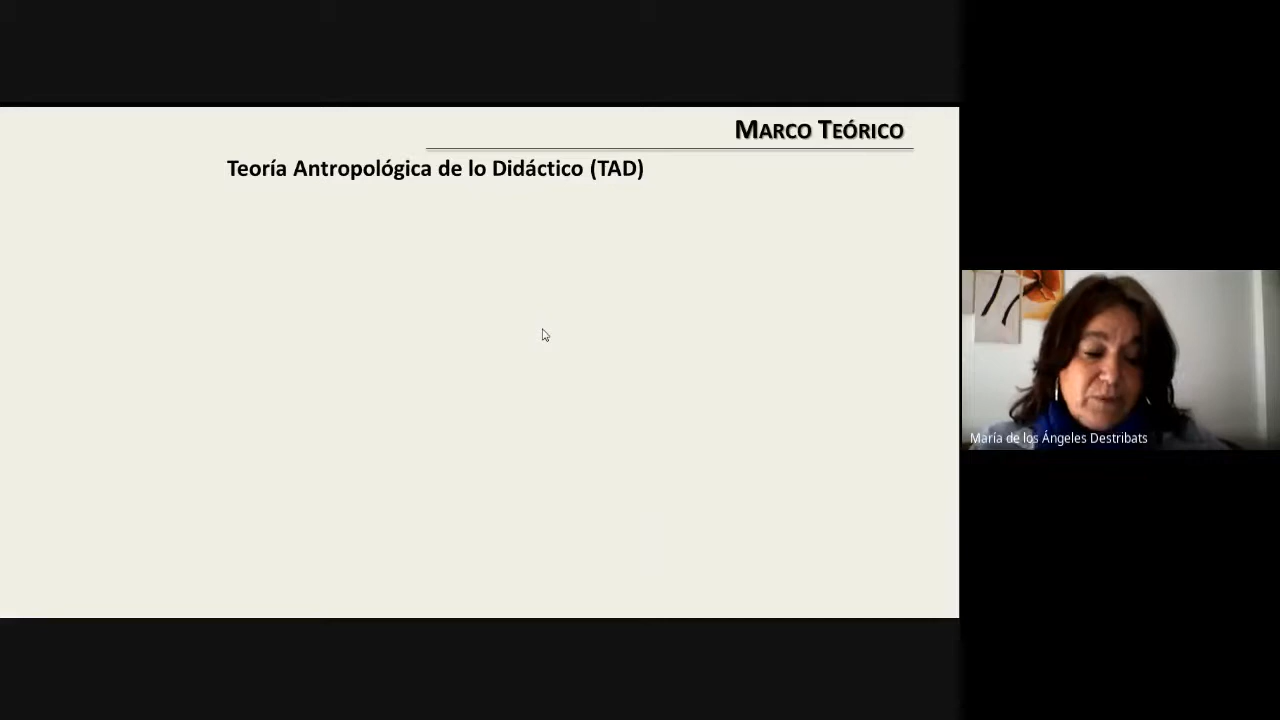 MARCO TEÓRICO
Teoría Antropológica de lo Didáctico (TAD)
María de los Ángeles Destribats